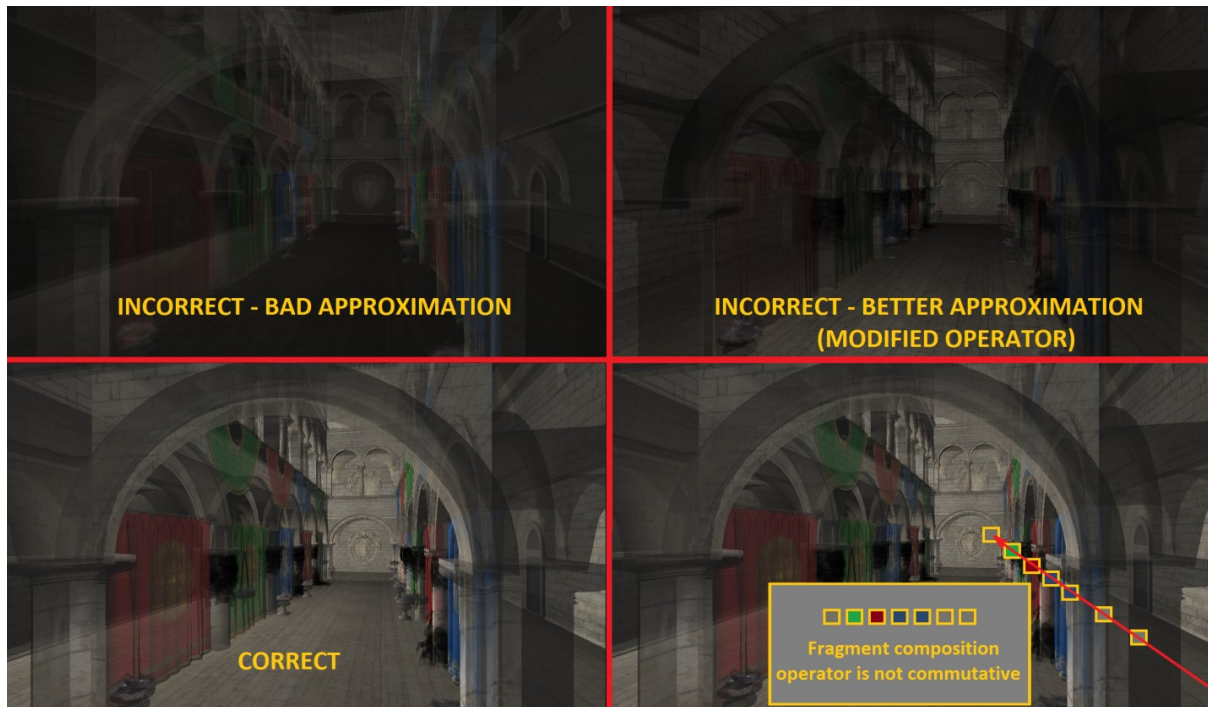 INCORRECT - BAD APPROXIMATION
INCORRECT - BETTER APPROXIMATION
(MODIFIED OPERATOR)
CORRECT
Fragment composition
operator is not commutative